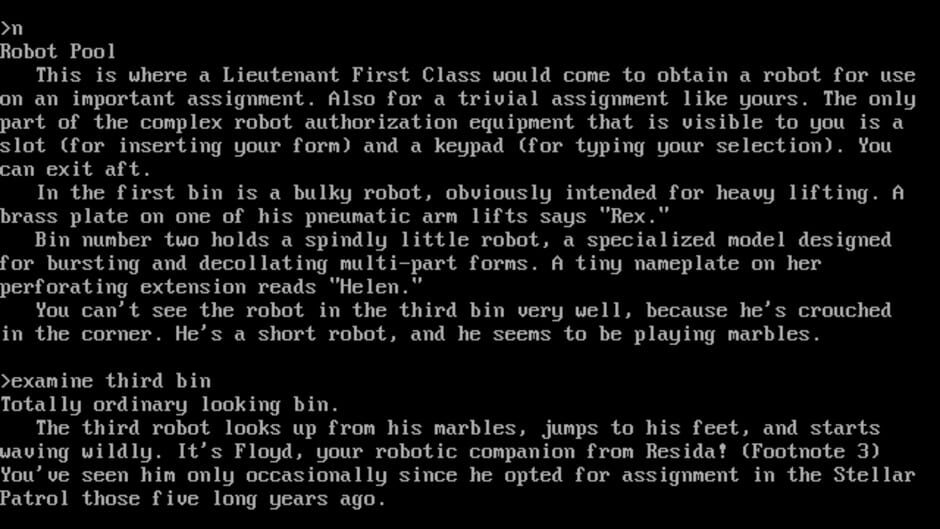 >n
Robot Pool
This is where a Lieutenant First Class would come to obtain a robot for use
on an important assignment. Also for a trivial assignment like yours. The only
part of the complex robot authorization equipment that is visible to you is a
slot (for inserting your form) and a keypad (for typing your selection). You
can exit aft.
In the first bin is a bulky robot, obviously intended for heavy lifting. A
brass plate on one of his pneumatic arm lifts says "Rex."
Bin number two holds a spindly little robot, a specialized model designed
for bursting and decollating multi-part forms. A tiny nameplate on her
perforating extension reads "Helen."
You can't see the robot in the third bin very well, because he's crouched
in the corner. He's a short robot, and he seems to be playing marbles.
>examine third bin
Totally ordinary looking bin.
The third robot looks up from his marbles, jumps to his feet, and starts
waving wildly. It's Floyd, your robotic companion from Resida! (Footnote 3)
You've seen him only occasionally since he opted for assignment in the Stellar
Patrol those five long years ago.